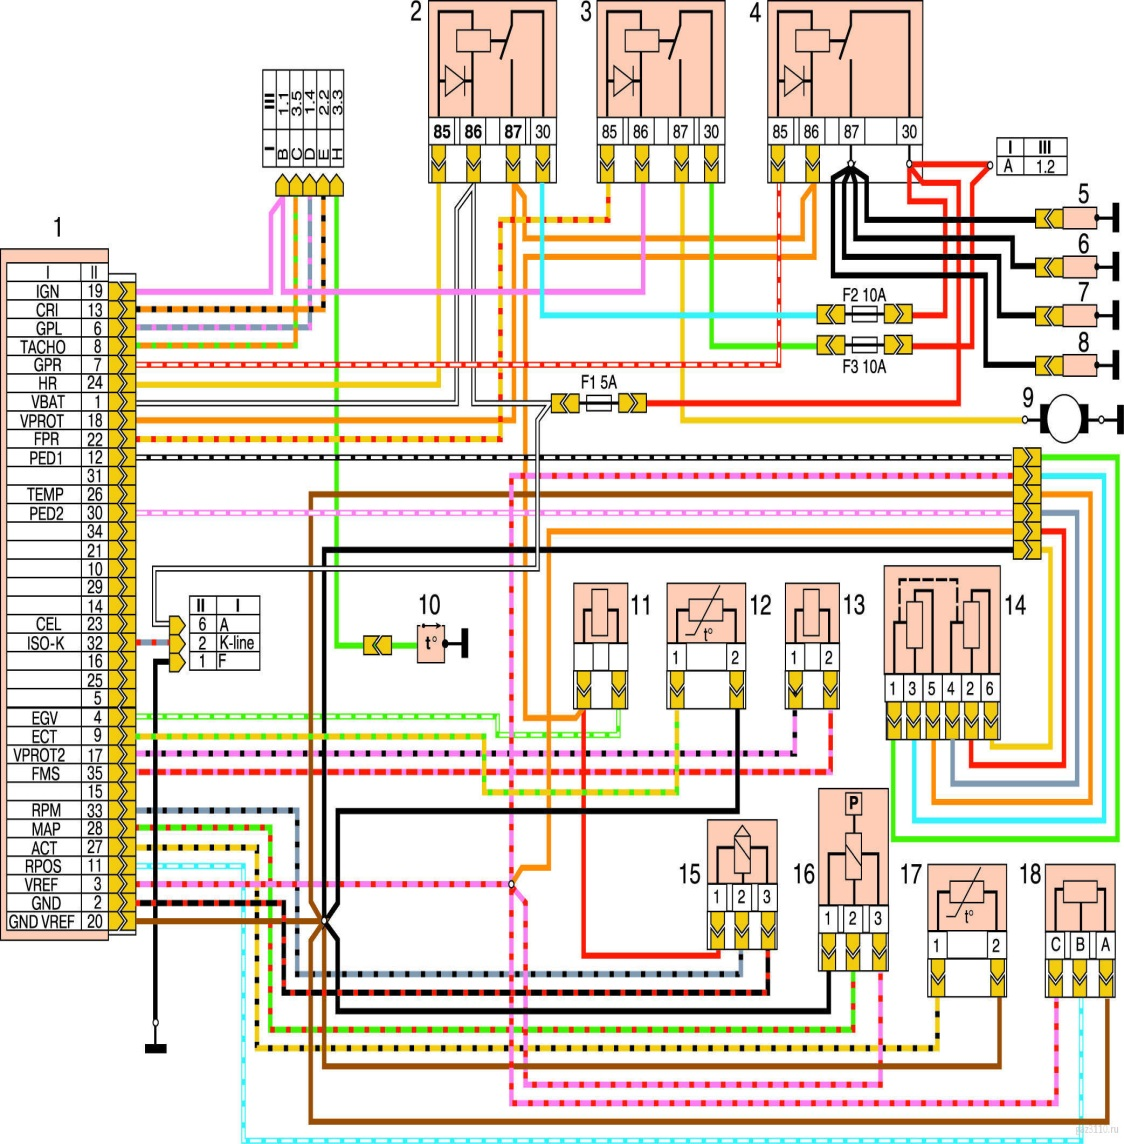 2
3
4
85 86 87 30
85 86 87 30
85 86 87 30
I III
B 1.1
C 3.5
D 1.4
E 2.2
H 3.3
I III
A 1.2
5
6
7
8
9
F2 10A
F3 10A
F1 5A
1
I II
IGN 19
CRI 13
GPL 6
TACHO 8
GPR 7
HR 24
VBAT 1
VPROT 18
FPR 22
PED1 12
31
TEMP 26
PED2 30
34
21
10
29
14
CEL 23
ISO-K 32
16
25
5
EGV 4
ECT 9
VPROT2 17
FMS 35
15
RPM 33
MAP 28
ACT 27
RPOS 11
VREF 3
GND 2
GND VREF 20
II I
6 A
2 K-line
1 F
10
t°
11
12
t°
1 2
13
1 2
14
1 3 5 4 2 6
15
1 2 3
16
P
1 2 3
17
t°
1 2
18
C B A